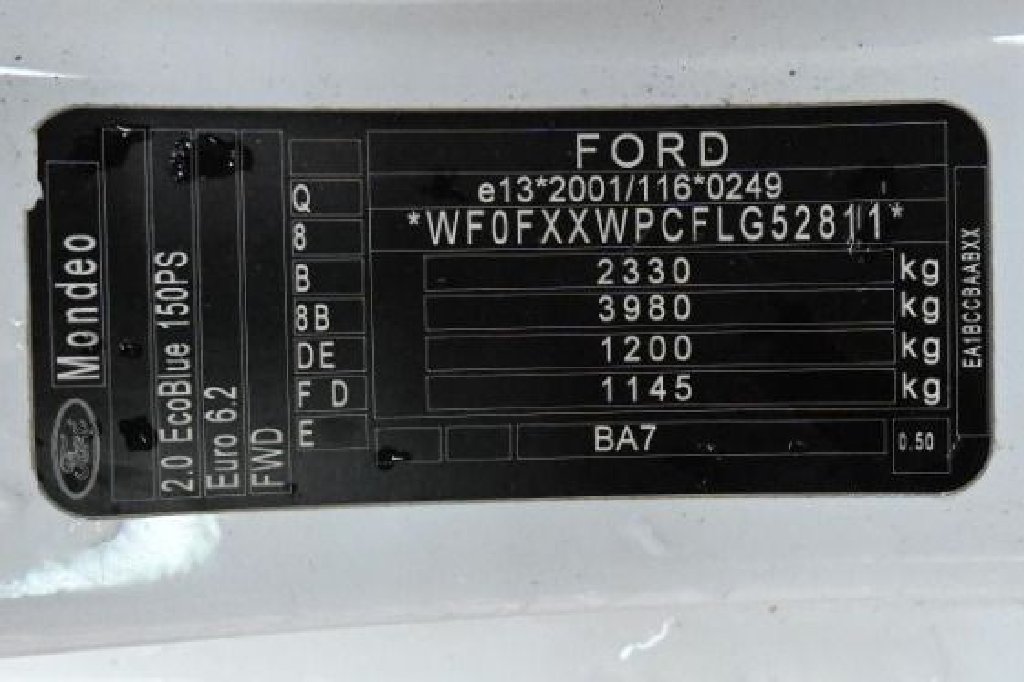 Mondeo
Ford
2.0 EcoBlue 150PS
Euro 6.2
FWD
Q
8
B
8B
DE
F D
E
FORD
e13*2001/116*0249
*WF0FXXWPCFLG52811*
2330 kg
3980 kg
1200 kg
1145 kg
BA7
0.50
EA1BCCBAABXX